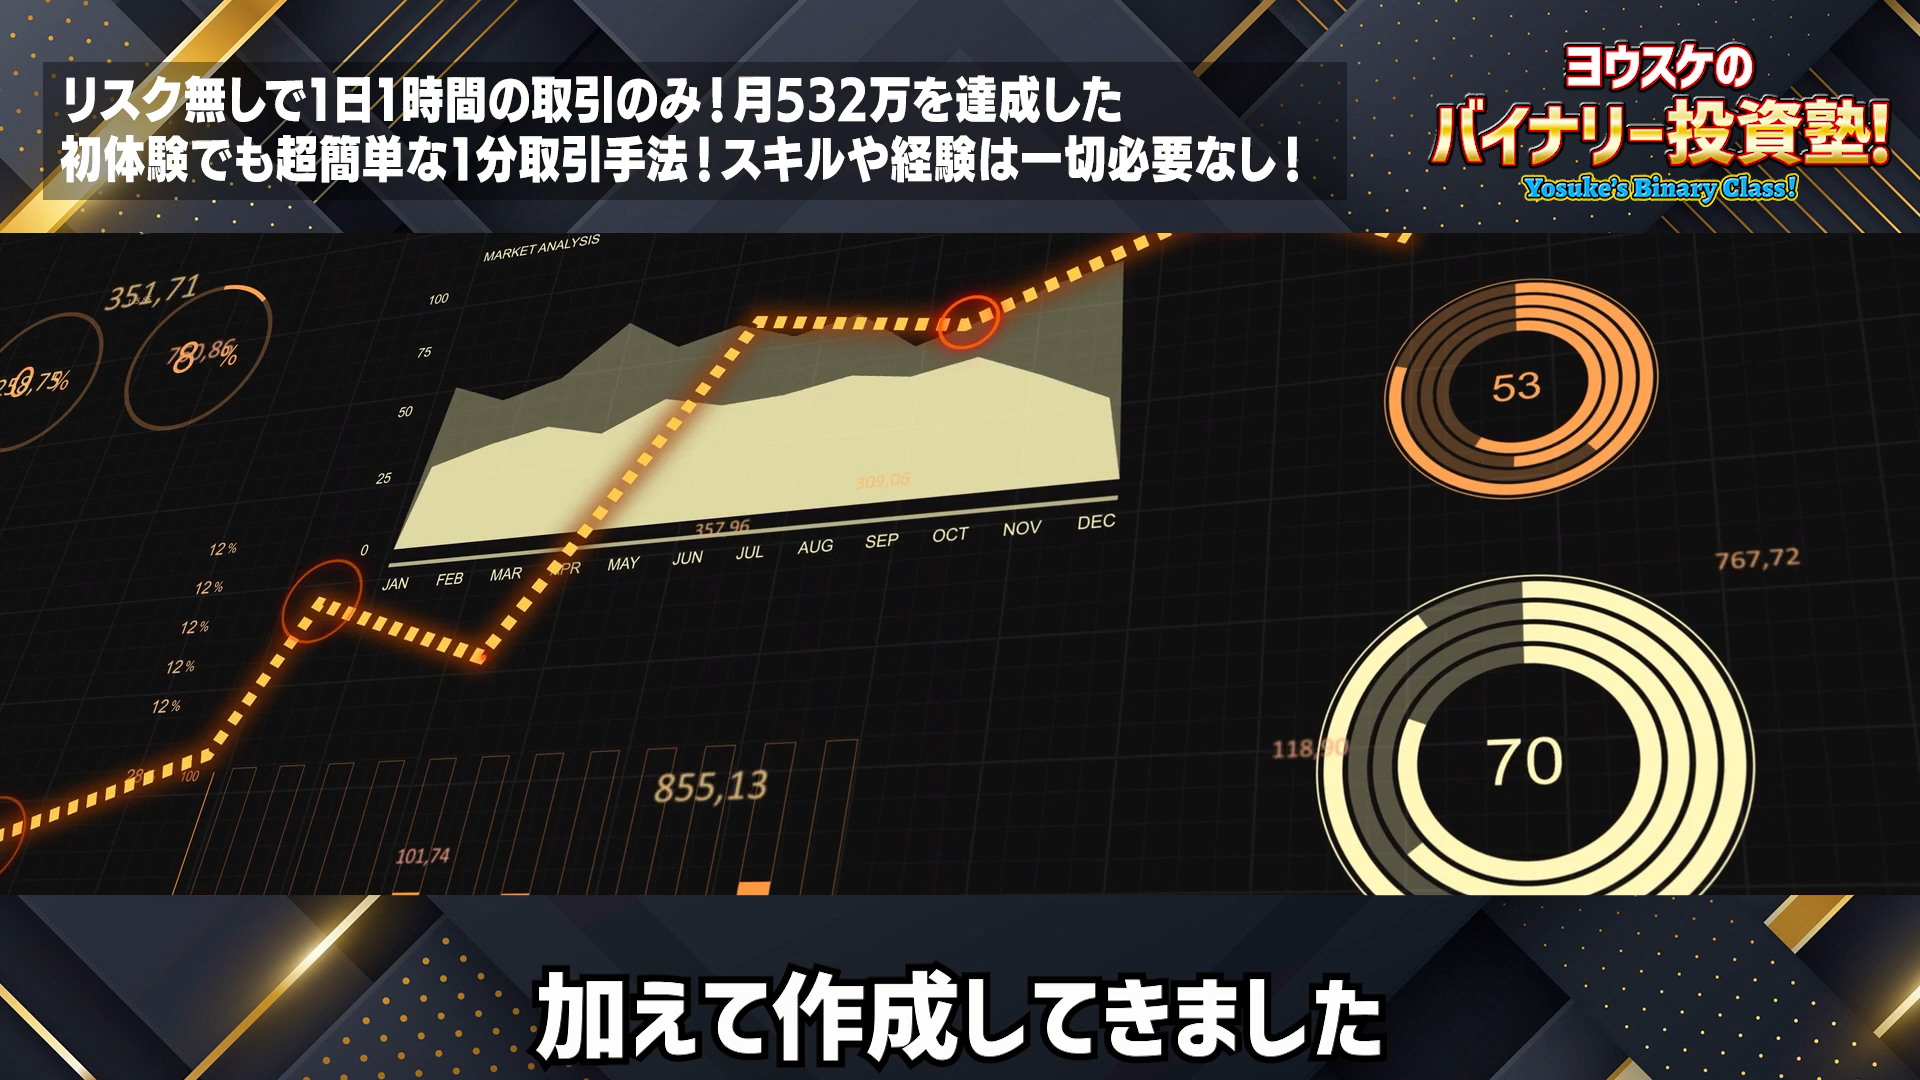 リスク無しで1日1時間の取引のみ！月532万を達成した
初体験でも超簡単な1分取引手法！スキルや経験は一切必要なし！
ヨウスケの
バイナリー投資塾！
Yosuke's Binary Class!
MARKET ANALYSIS
351,71
8%
100
75
50
25
0
53
309,06
357,96
JAN FEB MAR APR MAY JUN JUL AUG SEP OCT NOV DEC
12%
12%
12%
12%
12%
767,72
118,90
70
28
100
855,13
101,74
加えて作成してきました